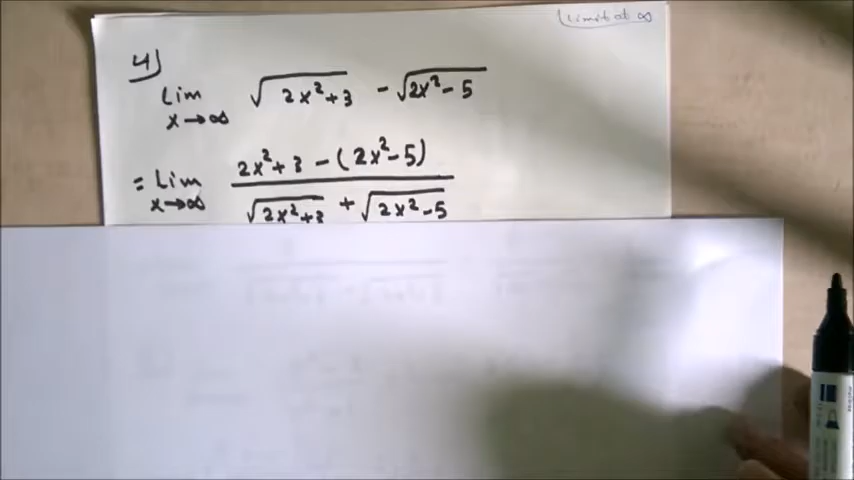 Limit at ∞
4)
Lim x→∞ √(2x²+3) - √(2x²-5)
= Lim x→∞ (2x²+3 - (2x²-5)) / (√(2x²+3) + √(2x²-5))